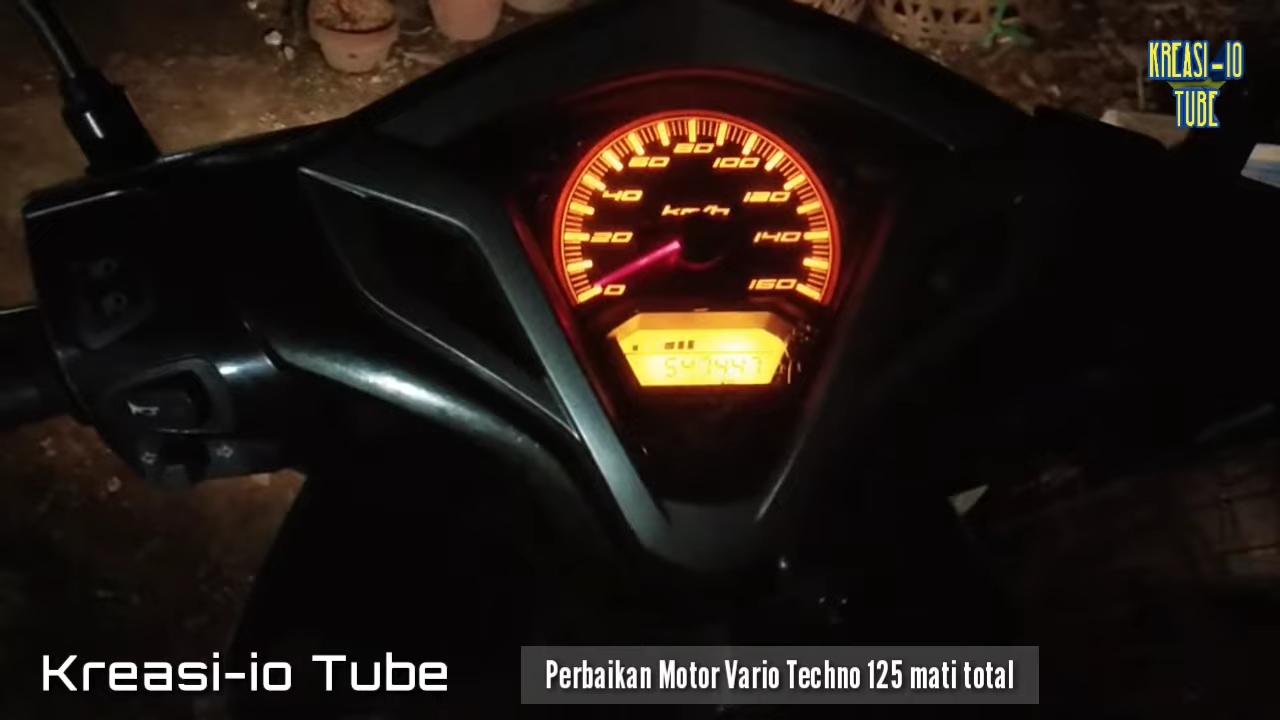 KREASI-IO
TUBE
80
60
100
40
120
km/h
20
140
0
160
547447
Kreasi-io Tube
Perbaikan Motor Vario Techno 125 mati total